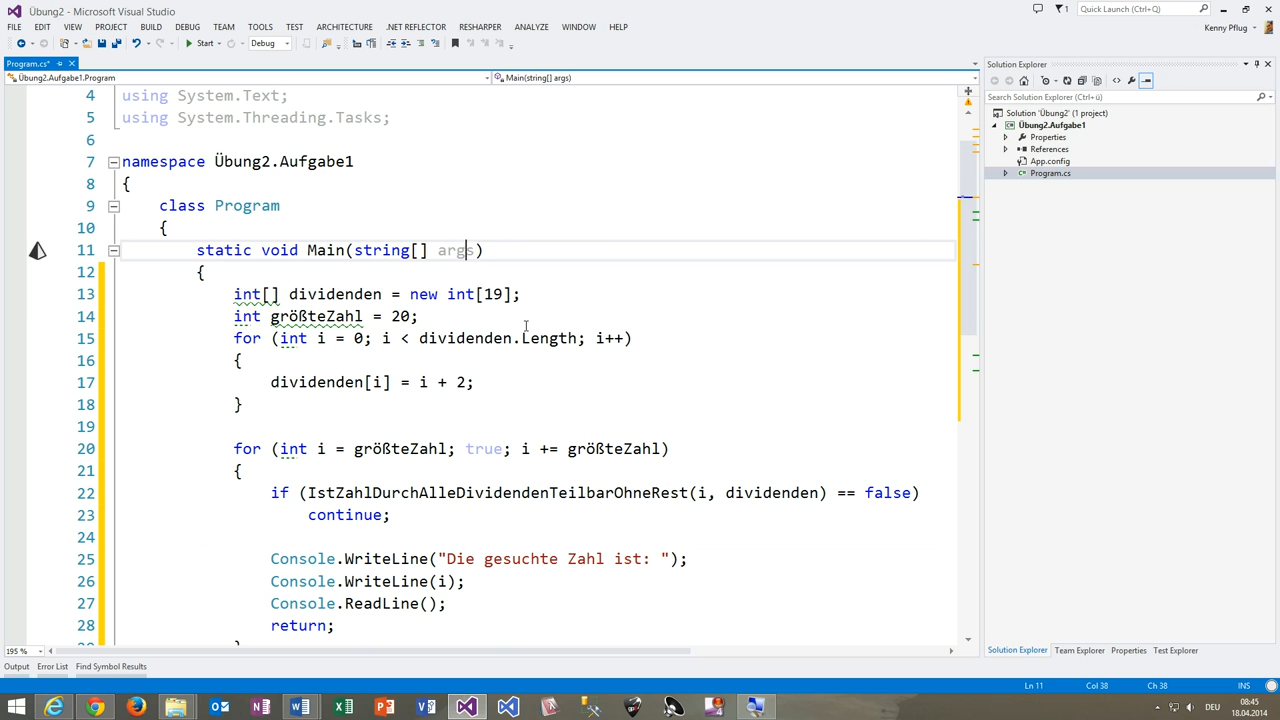 Übung2 - Microsoft Visual Studio
1
Quick Launch (Ctrl+Q)
FILE EDIT VIEW PROJECT BUILD DEBUG TEAM TOOLS TEST ARCHITECTURE .NET REFLECTOR RESHARPER ANALYZE WINDOW HELP
Kenny Pflug
Start
Debug
Program.cs*
Übung2.Aufgabe1.Program
Main(string[] args)
4 using System.Text;
5 using System.Threading.Tasks;
6
7 namespace Übung2.Aufgabe1
8 {
9 class Program
10 {
11 static void Main(string[] args)
12 {
13 int[] dividenden = new int[19];
14 int größteZahl = 20;
15 for (int i = 0; i < dividenden.Length; i++)
16 {
17 dividenden[i] = i + 2;
18 }
19
20 for (int i = größteZahl; true; i += größteZahl)
21 {
22 if (IstZahlDurchAlleDividendenTeilbarOhneRest(i, dividenden) == false)
23 continue;
24
25 Console.WriteLine("Die gesuchte Zahl ist: ");
26 Console.WriteLine(i);
27 Console.ReadLine();
28 return;
195 %
Output Error List Find Symbol Results
Solution Explorer
Search Solution Explorer (Ctrl+ü)
Solution 'Übung2' (1 project)
Übung2.Aufgabe1
Properties
References
App.config
Program.cs
Solution Explorer Team Explorer Properties Test Explorer
Ln 11 Col 38 Ch 38 INS
DEU
08:45
18.04.2014